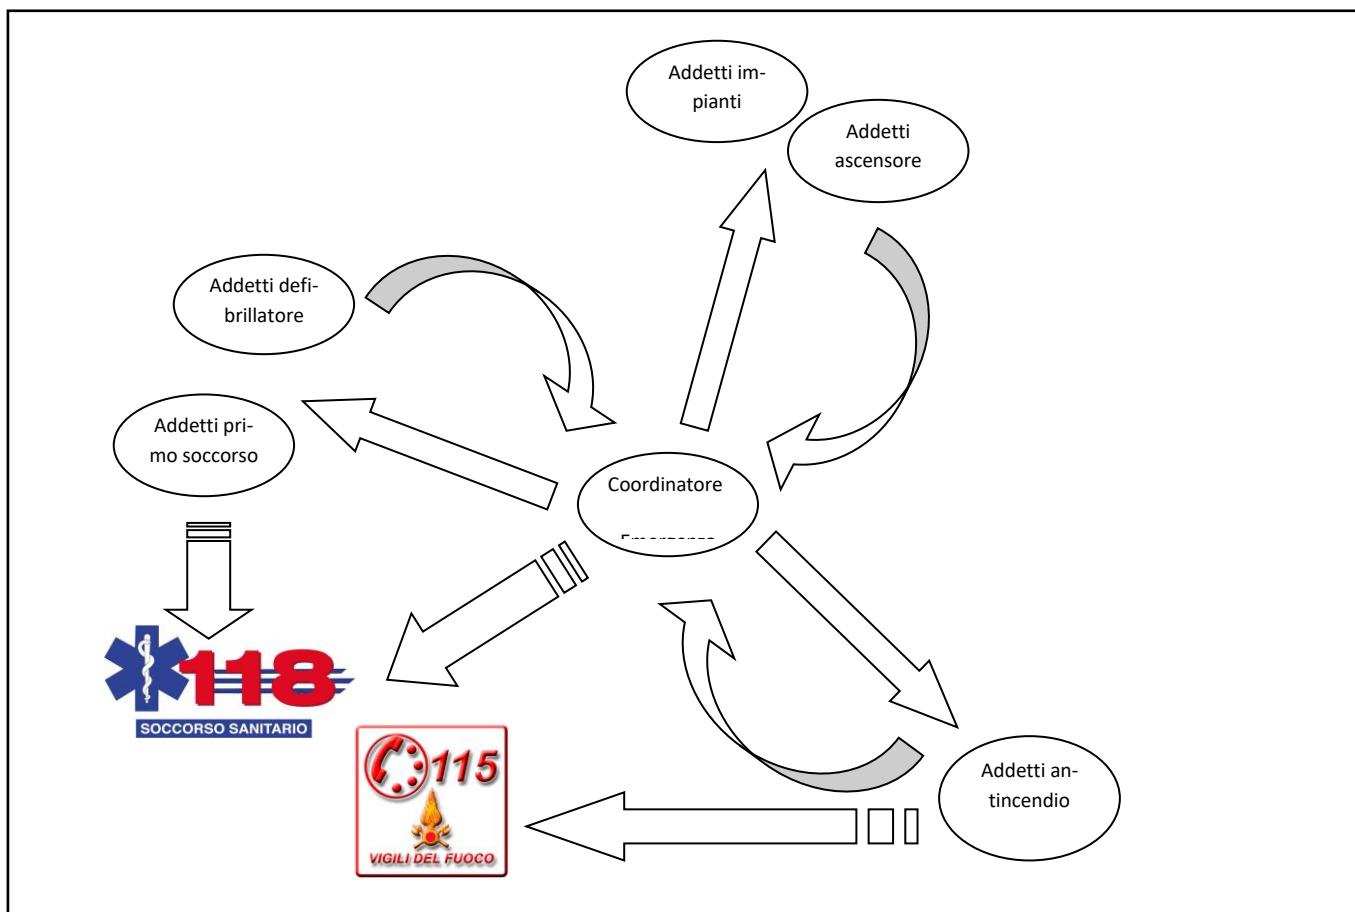 Addetti im-
pianti
Addetti
ascensore
Addetti defi-
brillatore
Addetti pri-
mo soccorso
Coordinatore
118
SOCCORSO SANITARIO
115
VIGILI DEL FUOCO
Addetti an-
tincendio